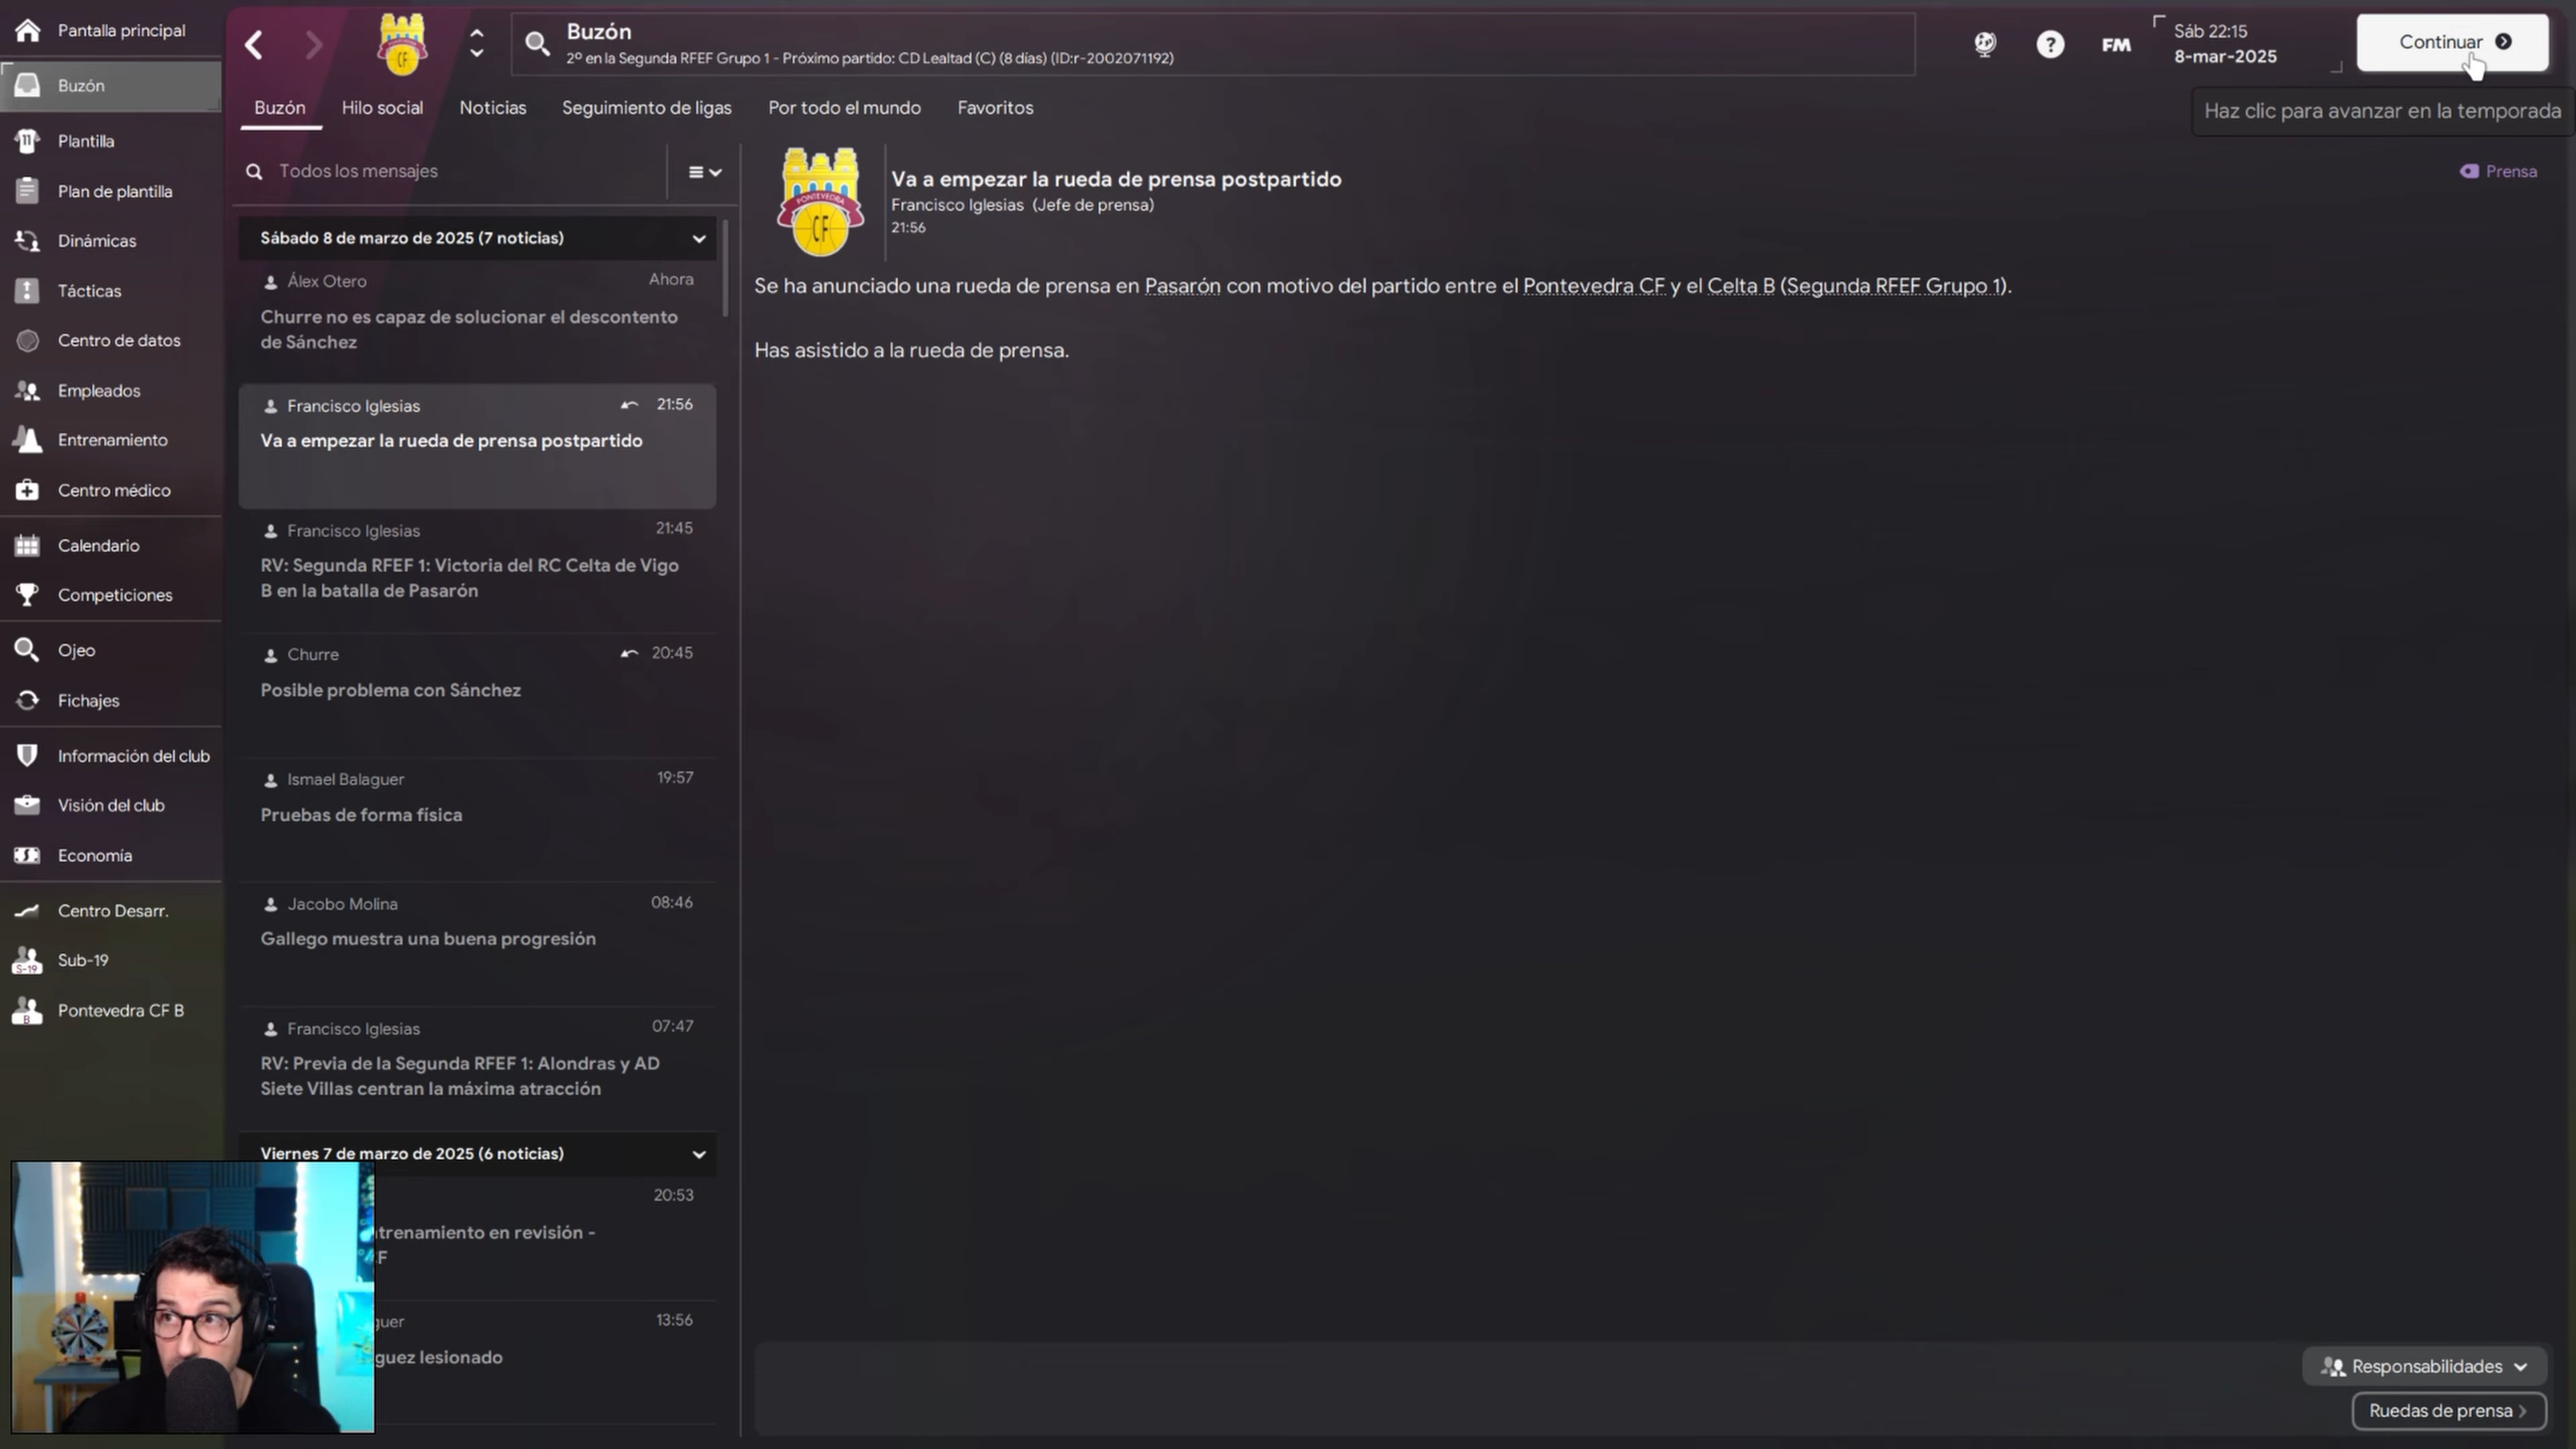 Pantalla principal
Buzón
Plantilla
Plan de plantilla
Dinámicas
Tácticas
Centro de datos
Empleados
Entrenamiento
Centro médico
Calendario
Competiciones
Ojeo
Fichajes
Información del club
Visión del club
Economía
Centro Desarr.
S-19
Sub-19
B
Pontevedra CF B
Buzón
2º en la Segunda RFEF Grupo 1 - Próximo partido: CD Lealtad (C) (8 días) (ID:r-2002071192)
?
FM
Sáb 22:15
8-mar-2025
Continuar
Haz clic para avanzar en la temporada
Buzón
Hilo social
Noticias
Seguimiento de ligas
Por todo el mundo
Favoritos
Todos los mensajes
Sábado 8 de marzo de 2025 (7 noticias)
Álex Otero
Ahora
Churre no es capaz de solucionar el descontento
de Sánchez
Francisco Iglesias
21:56
Va a empezar la rueda de prensa postpartido
Francisco Iglesias
21:45
RV: Segunda RFEF 1: Victoria del RC Celta de Vigo
B en la batalla de Pasarón
Churre
20:45
Posible problema con Sánchez
Ismael Balaguer
19:57
Pruebas de forma física
Jacobo Molina
08:46
Gallego muestra una buena progresión
Francisco Iglesias
07:47
RV: Previa de la Segunda RFEF 1: Alondras y AD
Siete Villas centran la máxima atracción
Viernes 7 de marzo de 2025 (6 noticias)
20:53
trenamiento en revisión -
F
guer
13:56
guez lesionado
PONTEVEDRA
CF
Va a empezar la rueda de prensa postpartido
Francisco Iglesias (Jefe de prensa)
21:56
Prensa
Se ha anunciado una rueda de prensa en Pasarón con motivo del partido entre el Pontevedra CF y el Celta B (Segunda RFEF Grupo 1).
Has asistido a la rueda de prensa.
Responsabilidades
Ruedas de prensa